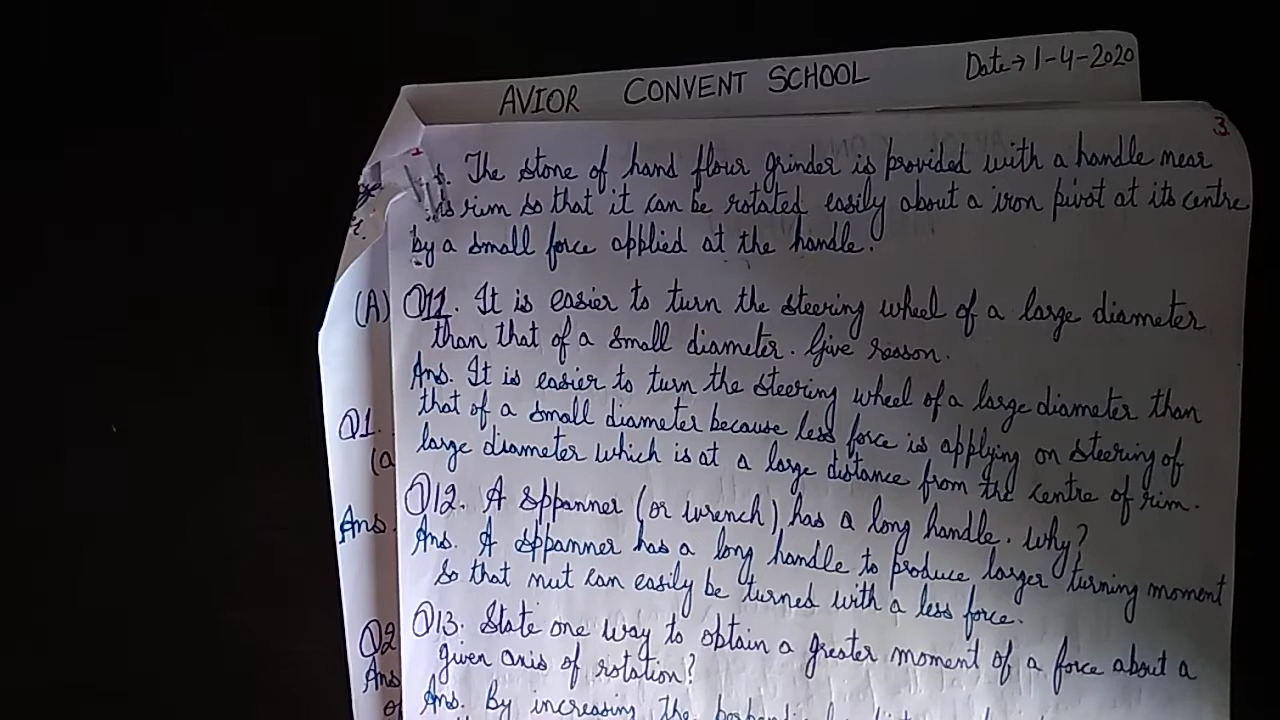 AVIOR CONVENT SCHOOL Date→ 1-4-2020
3.
The stone of hand flour grinder is provided with a handle near
is rim so that it can be rotated easily about a iron pivot at its centre
by a small force applied at the handle.
(A) Q11. It is easier to turn the steering wheel of a large diameter
than that of a small diameter. Give reason.
Ans. It is easier to turn the steering wheel of a large diameter than
that of a small diameter because less force is applying on steering of
large diameter which is at a large distance from the centre of rim.
Q1.
(a
Q12. A sppanner (or wrench) has a long handle. Why?
Ans.
Ans. A sppanner has a long handle to produce larger turning moment
so that nut can easily be turned with a less force.
Q13. State one way to obtain a greater moment of a force about a
given axis of rotation?
Q2
Ans
Ans. By increasing the